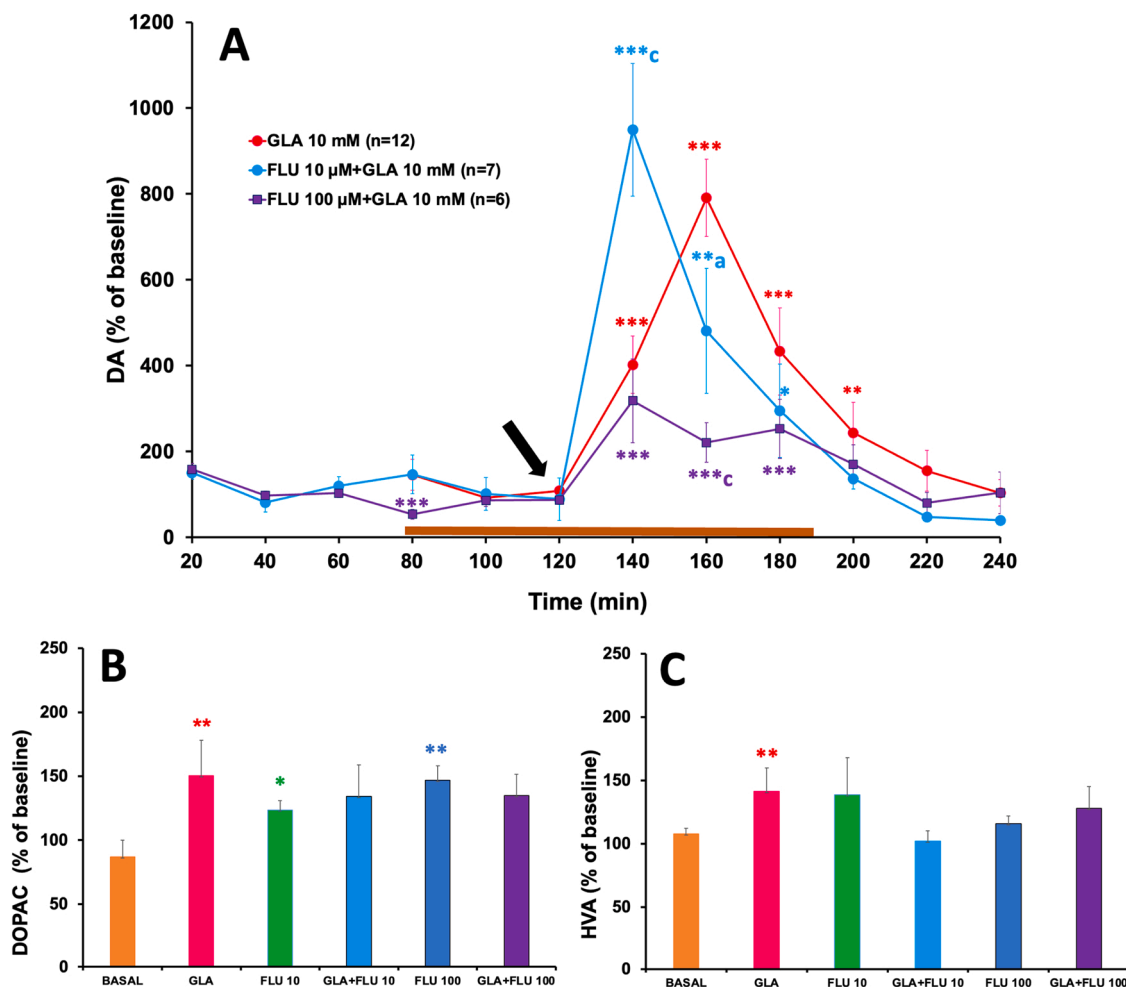 A
1200
1000
800
600
400
200
0
DA (% of baseline)
GLA 10 mM (n=12)
FLU 10 µM+GLA 10 mM (n=7)
FLU 100 µM+GLA 10 mM (n=6)
***c
***
**a
***
***
*
**
***
***
***c
***
20 40 60 80 100 120 140 160 180 200 220 240
Time (min)
B
250
200
150
100
50
0
DOPAC (% of baseline)
**
*
**
BASAL GLA FLU 10 GLA+FLU 10 FLU 100 GLA+FLU 100
C
250
200
150
100
50
0
HVA (% of baseline)
**
BASAL GLA FLU 10 GLA+FLU 10 FLU 100 GLA+FLU 100